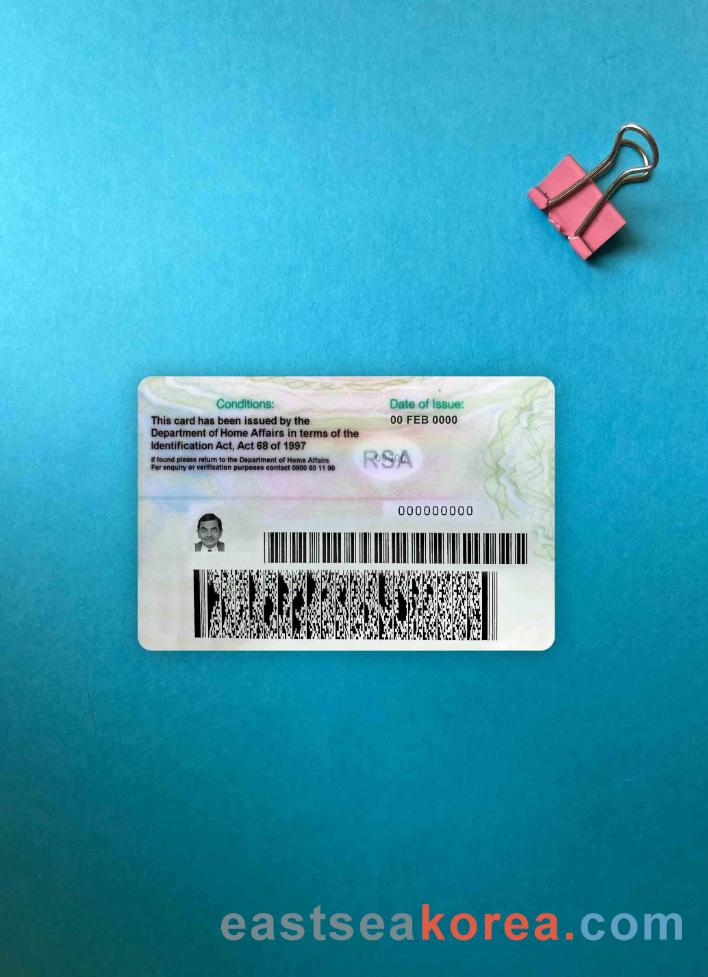 Conditions:
This card has been issued by the
Department of Home Affairs in terms of the
Identification Act, Act 68 of 1997
If found please return to the Department of Home Affairs
For enquiry or verification purposes contact 0800 60 11 90
Date of Issue:
00 FEB 0000
RSA
000000000
eastseakorea.com